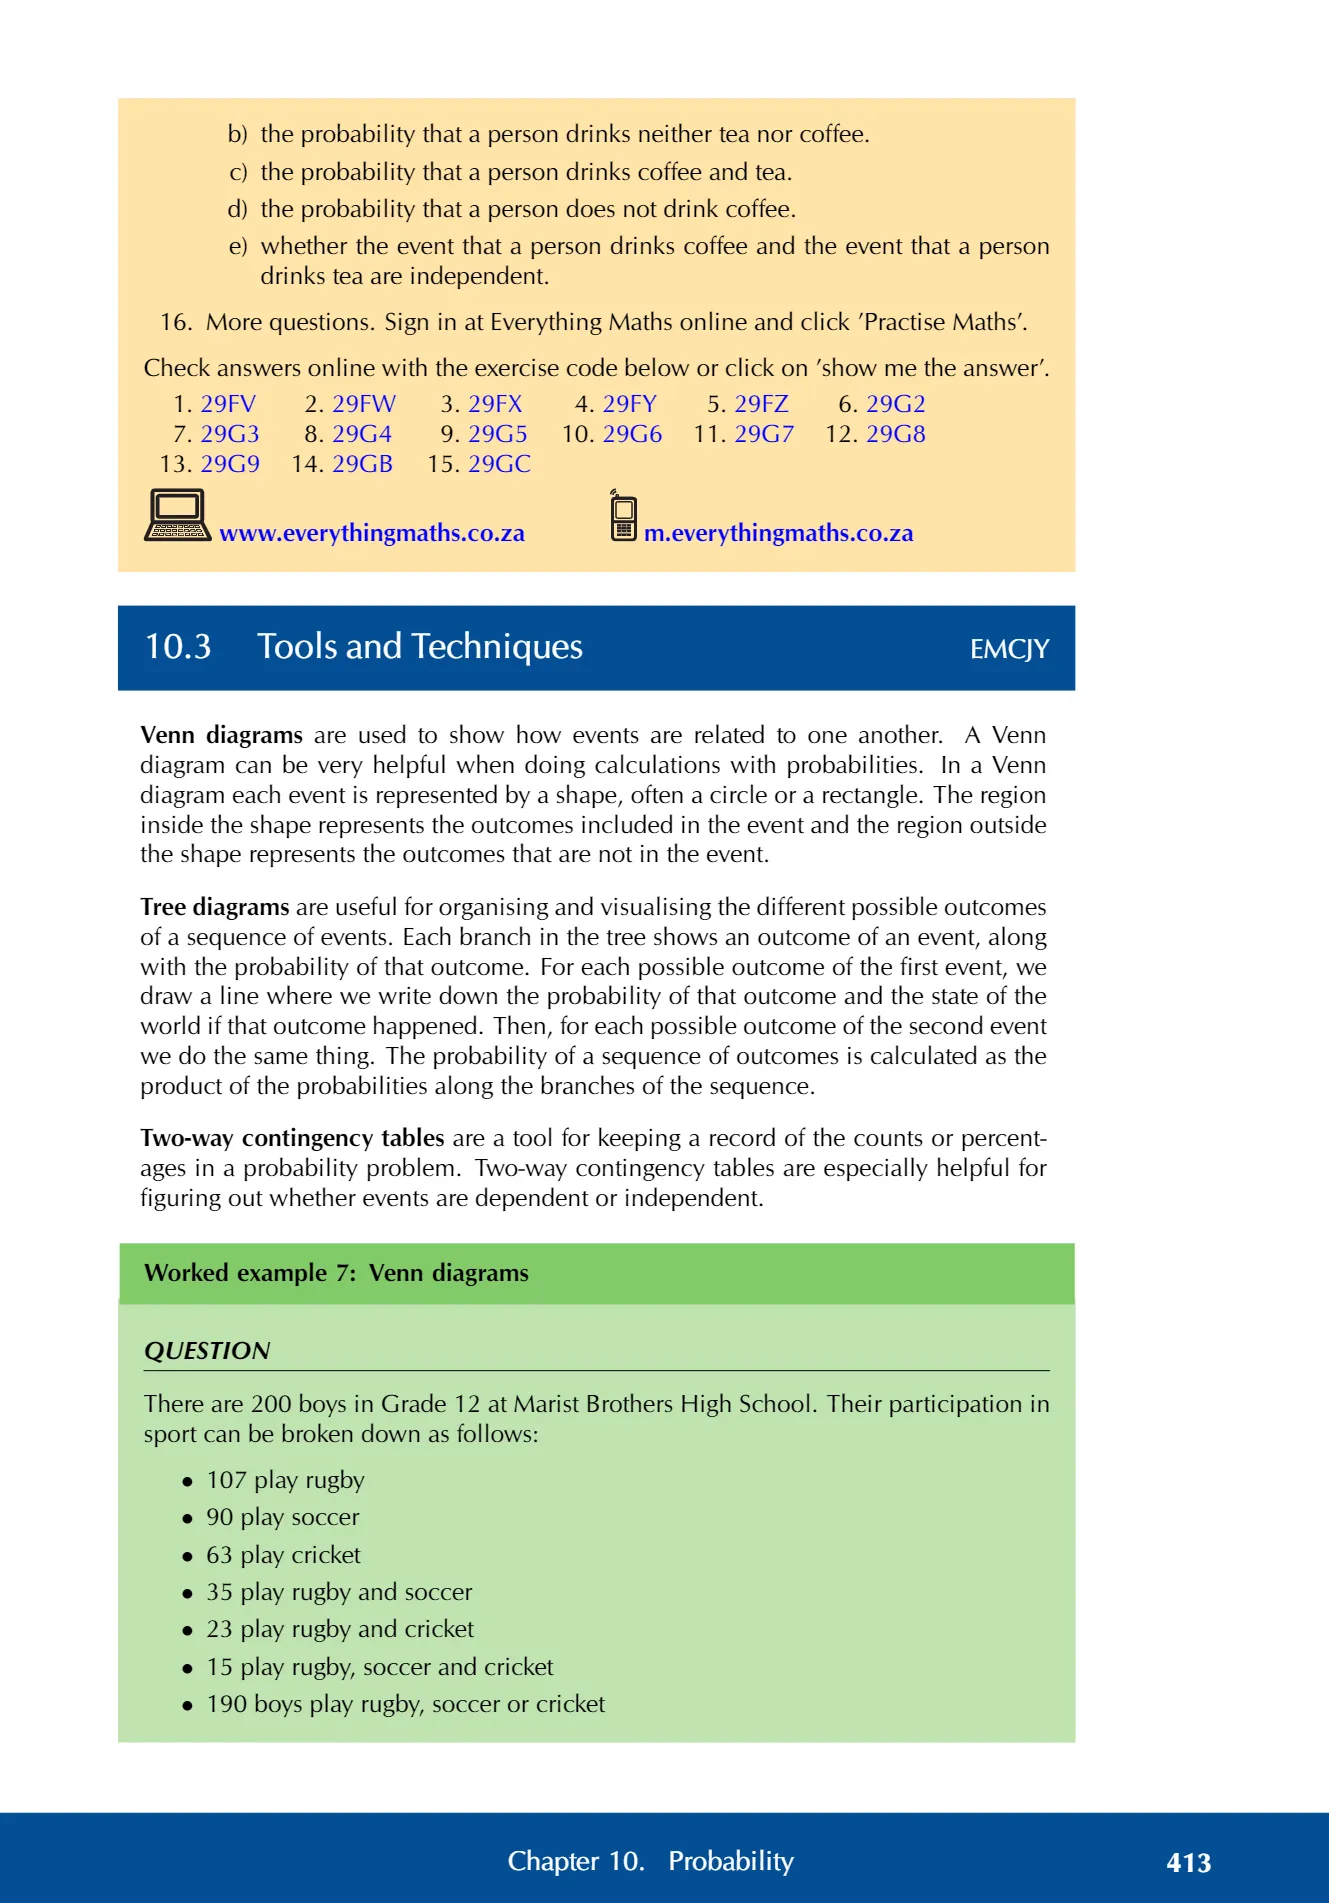 b) the probability that a person drinks neither tea nor coffee.
c) the probability that a person drinks coffee and tea.
d) the probability that a person does not drink coffee.
e) whether the event that a person drinks coffee and the event that a person
drinks tea are independent.
16. More questions. Sign in at Everything Maths online and click ’Practise Maths’.
Check answers online with the exercise code below or click on ’show me the answer’.
1. 29FV 2. 29FW 3. 29FX 4. 29FY 5. 29FZ 6. 29G2
7. 29G3 8. 29G4 9. 29G5 10. 29G6 11. 29G7 12. 29G8
13. 29G9 14. 29GB 15. 29GC
www.everythingmaths.co.za m.everythingmaths.co.za
10.3 Tools and Techniques EMCJY
Venn diagrams are used to show how events are related to one another. A Venn
diagram can be very helpful when doing calculations with probabilities. In a Venn
diagram each event is represented by a shape, often a circle or a rectangle. The region
inside the shape represents the outcomes included in the event and the region outside
the shape represents the outcomes that are not in the event.
Tree diagrams are useful for organising and visualising the different possible outcomes
of a sequence of events. Each branch in the tree shows an outcome of an event, along
with the probability of that outcome. For each possible outcome of the first event, we
draw a line where we write down the probability of that outcome and the state of the
world if that outcome happened. Then, for each possible outcome of the second event
we do the same thing. The probability of a sequence of outcomes is calculated as the
product of the probabilities along the branches of the sequence.
Two-way contingency tables are a tool for keeping a record of the counts or percent-
ages in a probability problem. Two-way contingency tables are especially helpful for
figuring out whether events are dependent or independent.
Worked example 7: Venn diagrams
QUESTION
There are 200 boys in Grade 12 at Marist Brothers High School. Their participation in
sport can be broken down as follows:
• 107 play rugby
• 90 play soccer
• 63 play cricket
• 35 play rugby and soccer
• 23 play rugby and cricket
• 15 play rugby, soccer and cricket
• 190 boys play rugby, soccer or cricket
Chapter 10. Probability 413